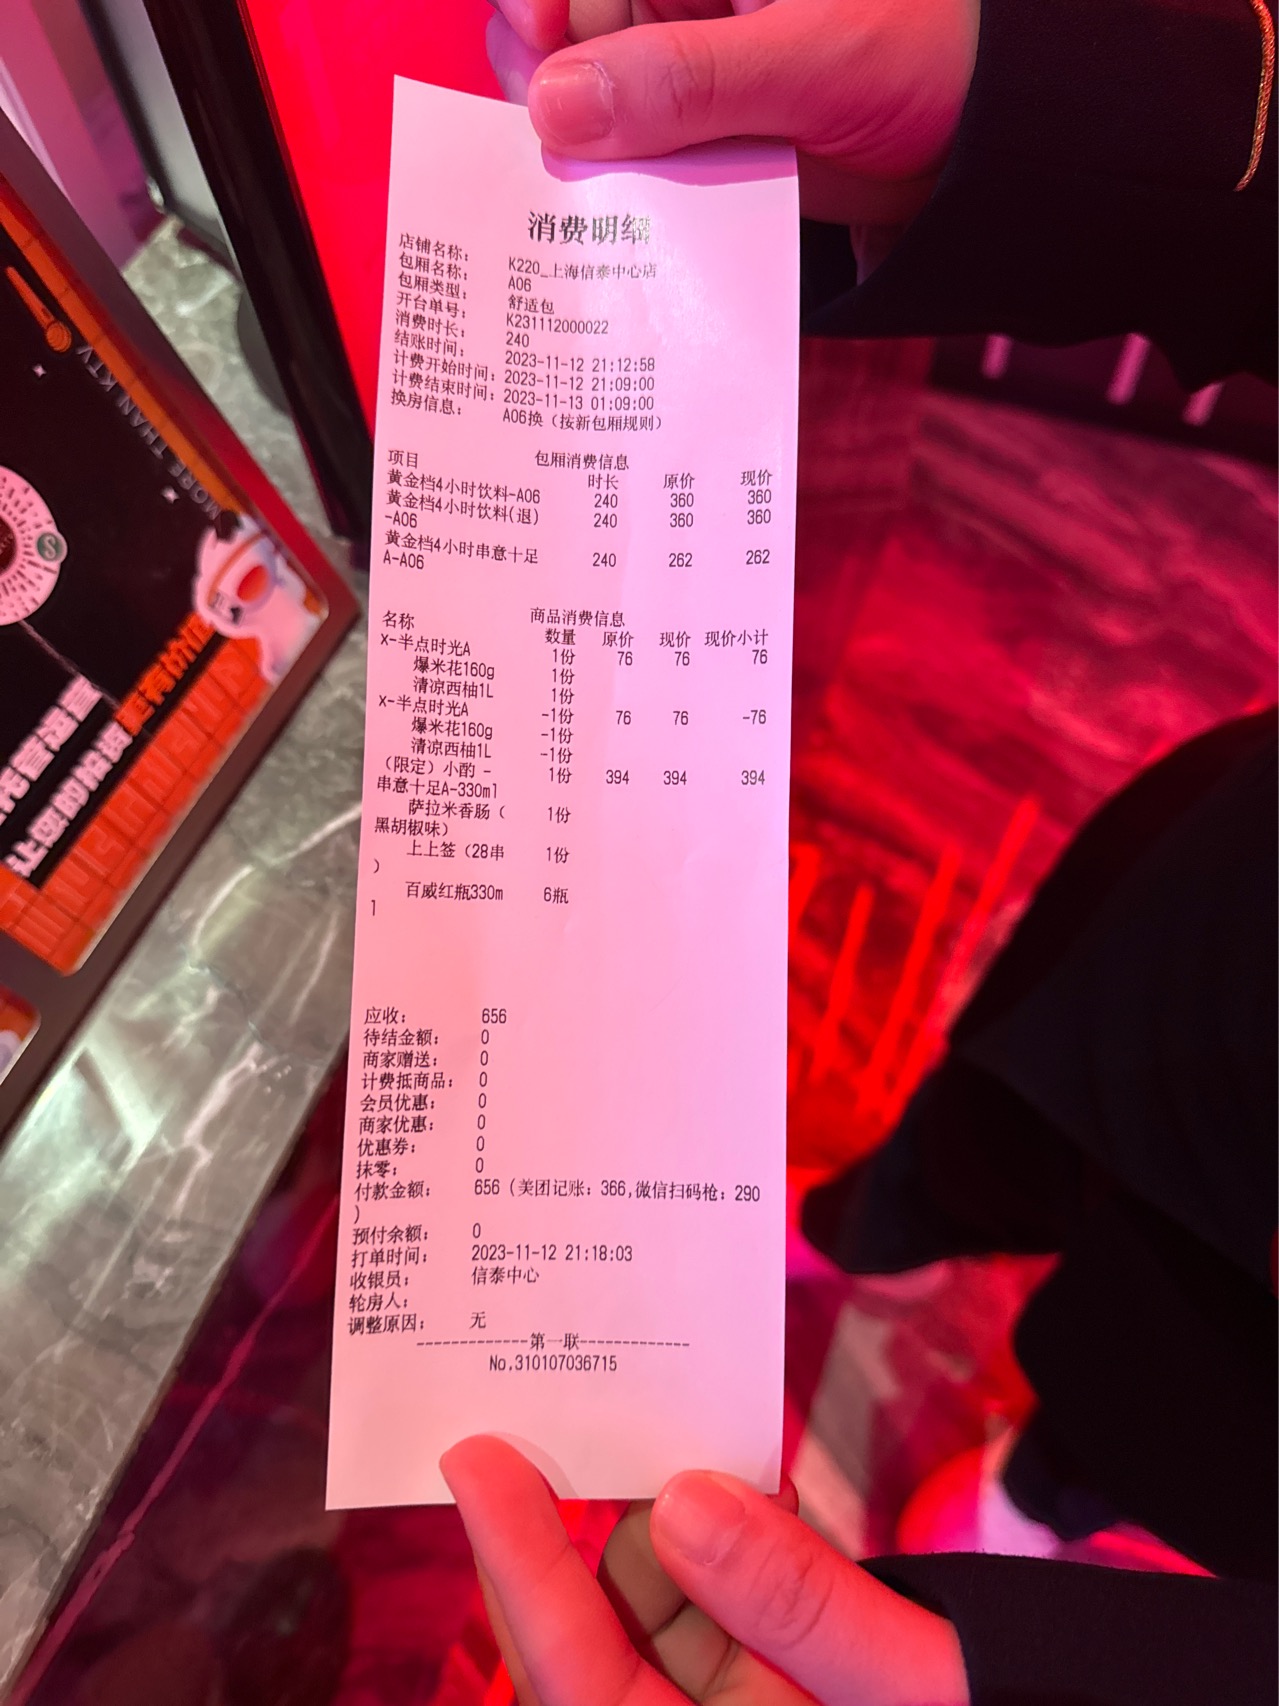 消费明细
店铺名称： K220_上海信泰中心店
包厢名称： A06
包厢类型： 舒适包
开台单号： K231112000022
消费时长： 240
结账时间： 2023-11-12 21:12:58
计费开始时间：2023-11-12 21:09:00
计费结束时间：2023-11-13 01:09:00
换房信息： A06换（按新包厢规则）
包厢消费信息
项目 时长 原价 现价
黄金档4小时饮料-A06 240 360 360
黄金档4小时饮料(退) 240 360 360
-A06
黄金档4小时串意十足 240 262 262
A-A06
商品消费信息
名称 数量 原价 现价 现价小计
x-半点时光A 1份 76 76 76
爆米花160g 1份
清凉西柚1L 1份
x-半点时光A -1份 76 76 -76
爆米花160g -1份
清凉西柚1L -1份
（限定）小酌 - 1份 394 394 394
串意十足A-330ml
萨拉米香肠（ 1份
黑胡椒味）
上上签（28串 1份
）
百威红瓶330m 6瓶
l
应收： 656
待结金额： 0
商家赠送： 0
计费抵商品： 0
会员优惠： 0
商家优惠： 0
优惠券： 0
抹零： 0
付款金额： 656（美团记账：366,微信扫码枪：290
）
预付余额： 0
打单时间： 2023-11-12 21:18:03
收银员： 信泰中心
轮房人：
调整原因： 无
-------------第一联-------------
No.310107036715
MORE THAN KTV